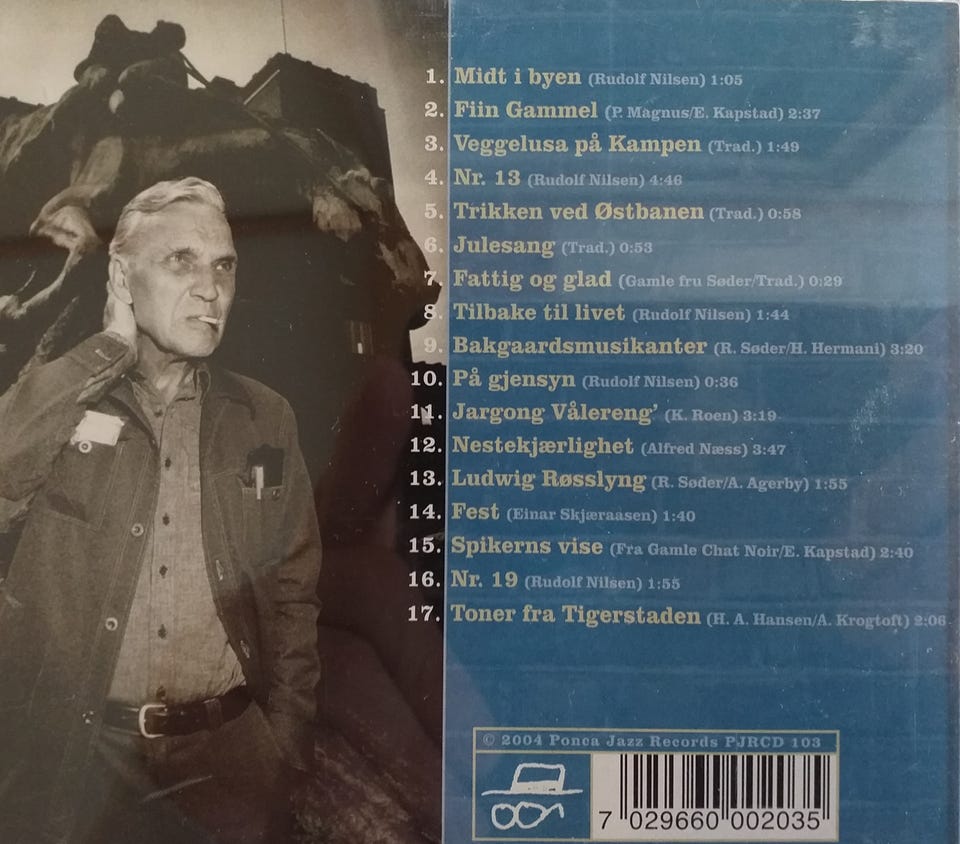 1. Midt i byen (Rudolf Nilsen) 1:05
2. Fiin Gammel (P. Magnus/E. Kapstad) 2:37
3. Veggelusa på Kampen (Trad.) 1:49
4. Nr. 13 (Rudolf Nilsen) 4:46
5. Trikken ved Østbanen (Trad.) 0:58
6. Julesang (Trad.) 0:53
7. Fattig og glad (Gamle fru Søder/Trad.) 0:29
8. Tilbake til livet (Rudolf Nilsen) 1:44
9. Bakgaardsmusikanter (R. Søder/H. Hermani) 3:20
10. På gjensyn (Rudolf Nilsen) 0:36
11. Jargong Vålereng' (K. Roen) 3:19
12. Nestekjærlighet (Alfred Næss) 3:47
13. Ludwig Røsslyng (R. Søder/A. Agerby) 1:55
14. Fest (Einar Skjæraasen) 1:40
15. Spikerns vise (Fra Gamle Chat Noir/E. Kapstad) 2:40
16. Nr. 19 (Rudolf Nilsen) 1:55
17. Toner fra Tigerstaden (H. A. Hansen/A. Krogtoft) 2:06
© 2004 Ponca Jazz Records PJRCD 103
7 029660 002035